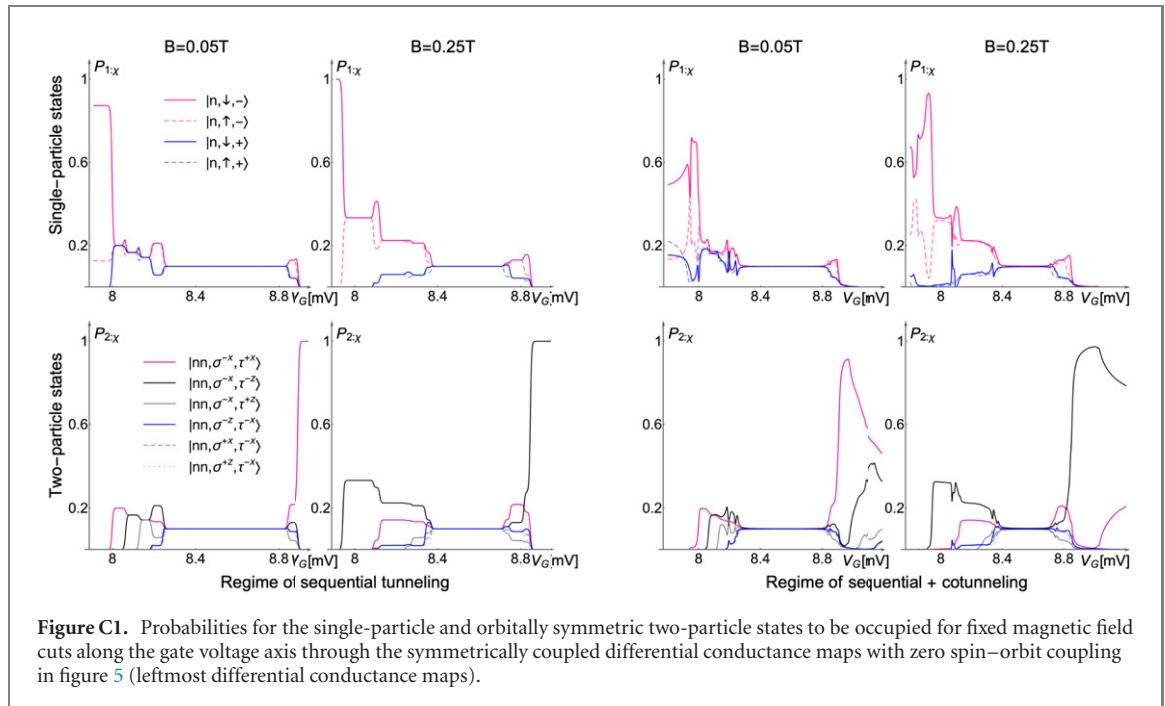 B=0.05T
B=0.25T
B=0.05T
B=0.25T
Single-particle states
P1:χ
1
0.6
0.2
|n,↓,-⟩
|n,↑,-⟩
|n,↓,+⟩
|n,↑,+⟩
8
8.4
8.8
VG[mV]
P1:χ
1
0.6
0.2
8
8.4
8.8
VG[mV]
P1:χ
1
0.6
0.2
8
8.4
8.8
VG[mV]
P1:χ
1
0.6
0.2
8
8.4
8.8
VG[mV]
Two-particle states
P2:χ
1
0.6
0.2
|nn,σ⁻ˣ,τ⁺ˣ⟩
|nn,σ⁻ˣ,τ⁻ᶻ⟩
|nn,σ⁻ˣ,τ⁺ᶻ⟩
|nn,σ⁻ᶻ,τ⁻ˣ⟩
|nn,σ⁺ˣ,τ⁻ˣ⟩
|nn,σ⁺ᶻ,τ⁻ˣ⟩
8
8.4
8.8
VG[mV]
P2:χ
1
0.6
0.2
8
8.4
8.8
VG[mV]
P2:χ
1
0.6
0.2
8
8.4
8.8
VG[mV]
P2:χ
1
0.6
0.2
8
8.4
8.8
VG[mV]
Regime of sequential tunneling
Regime of sequential + cotunneling
Figure C1. Probabilities for the single-particle and orbitally symmetric two-particle states to be occupied for fixed magnetic field
cuts along the gate voltage axis through the symmetrically coupled differential conductance maps with zero spin–orbit coupling
in figure 5 (leftmost differential conductance maps).